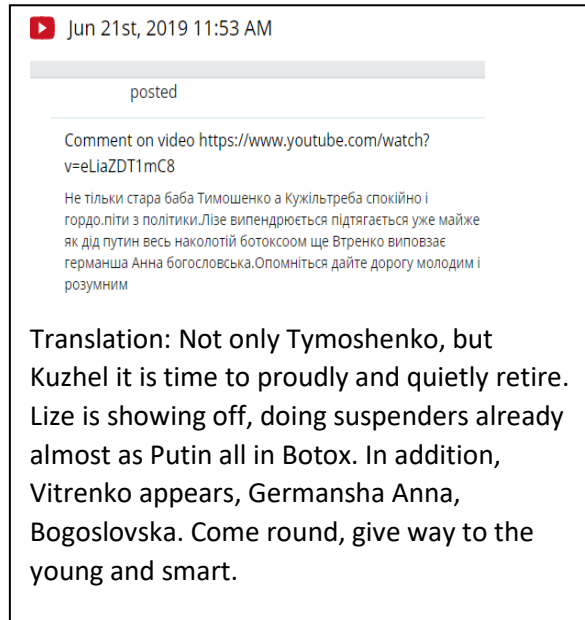 Jun 21st, 2019 11:53 AM
posted
Comment on video https://www.youtube.com/watch?
v=eLiaZDT1mC8
Не тільки стара баба Тимошенко а Кужільтреба спокійно і
гордо.піти з політики.Лізе випендрюється підтягається уже майже
як дід путин весь наколотій ботоксоом ще Втренко виповзає
германша Анна богословська.Опомніться дайте дорогу молодим і
розумним
Translation: Not only Tymoshenko, but
Kuzhel it is time to proudly and quietly retire.
Lize is showing off, doing suspenders already
almost as Putin all in Botox. In addition,
Vitrenko appears, Germansha Anna,
Bogoslovska. Come round, give way to the
young and smart.